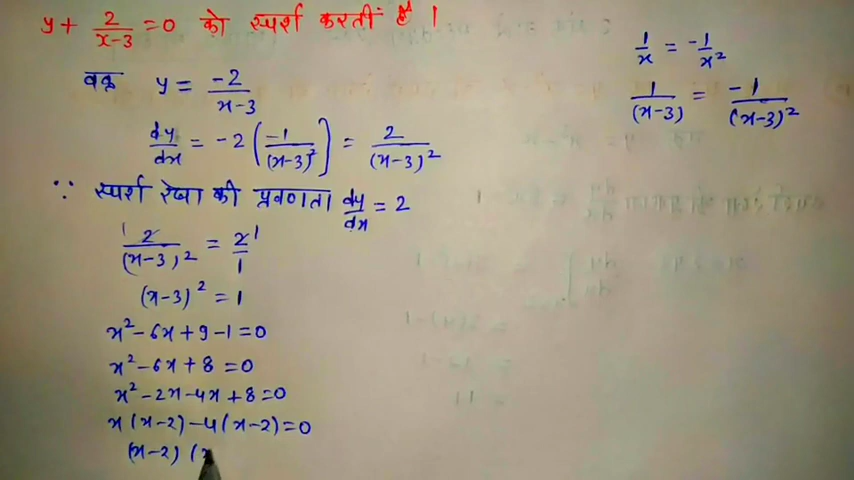 y + 2/(x-3) = 0 को स्पर्श करती है ।
वक्र y = -2/(x-3)
dy/dx = -2 ( -1/(x-3)² ) = 2/(x-3)²
∵ स्पर्श रेखा की प्रवणता dy/dx = 2
2/(x-3)² = 2/1
(x-3)² = 1
x² - 6x + 9 - 1 = 0
x² - 6x + 8 = 0
x² - 2x - 4x + 8 = 0
x (x-2) - 4 (x-2) = 0
(x-2) (x
1/x = -1/x²
1/(x-3) = -1/(x-3)²